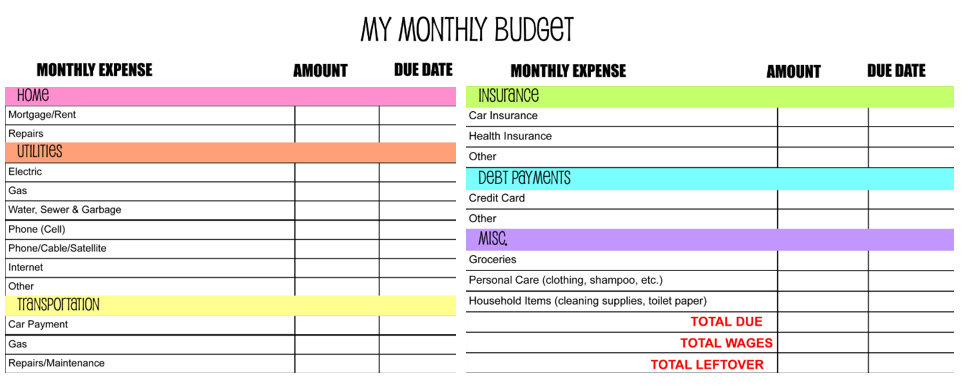 MY MONTHLY BUDGET
MONTHLY EXPENSE AMOUNT DUE DATE
HOME
Mortgage/Rent
Repairs
UTILITIES
Electric
Gas
Water, Sewer & Garbage
Phone (Cell)
Phone/Cable/Satellite
Internet
Other
TRANSPORTATION
Car Payment
Gas
Repairs/Maintenance
MONTHLY EXPENSE AMOUNT DUE DATE
INSURANCE
Car Insurance
Health Insurance
Other
DEBT PAYMENTS
Credit Card
Other
MISC.
Groceries
Personal Care (clothing, shampoo, etc.)
Household Items (cleaning supplies, toilet paper)
TOTAL DUE
TOTAL WAGES
TOTAL LEFTOVER